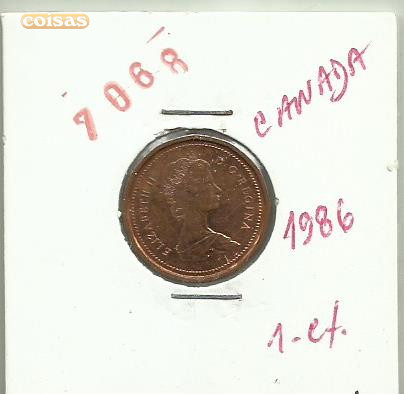 coisas
7068
CANADA
ELIZABETH II D·G·REGINA
1986
1-ct.